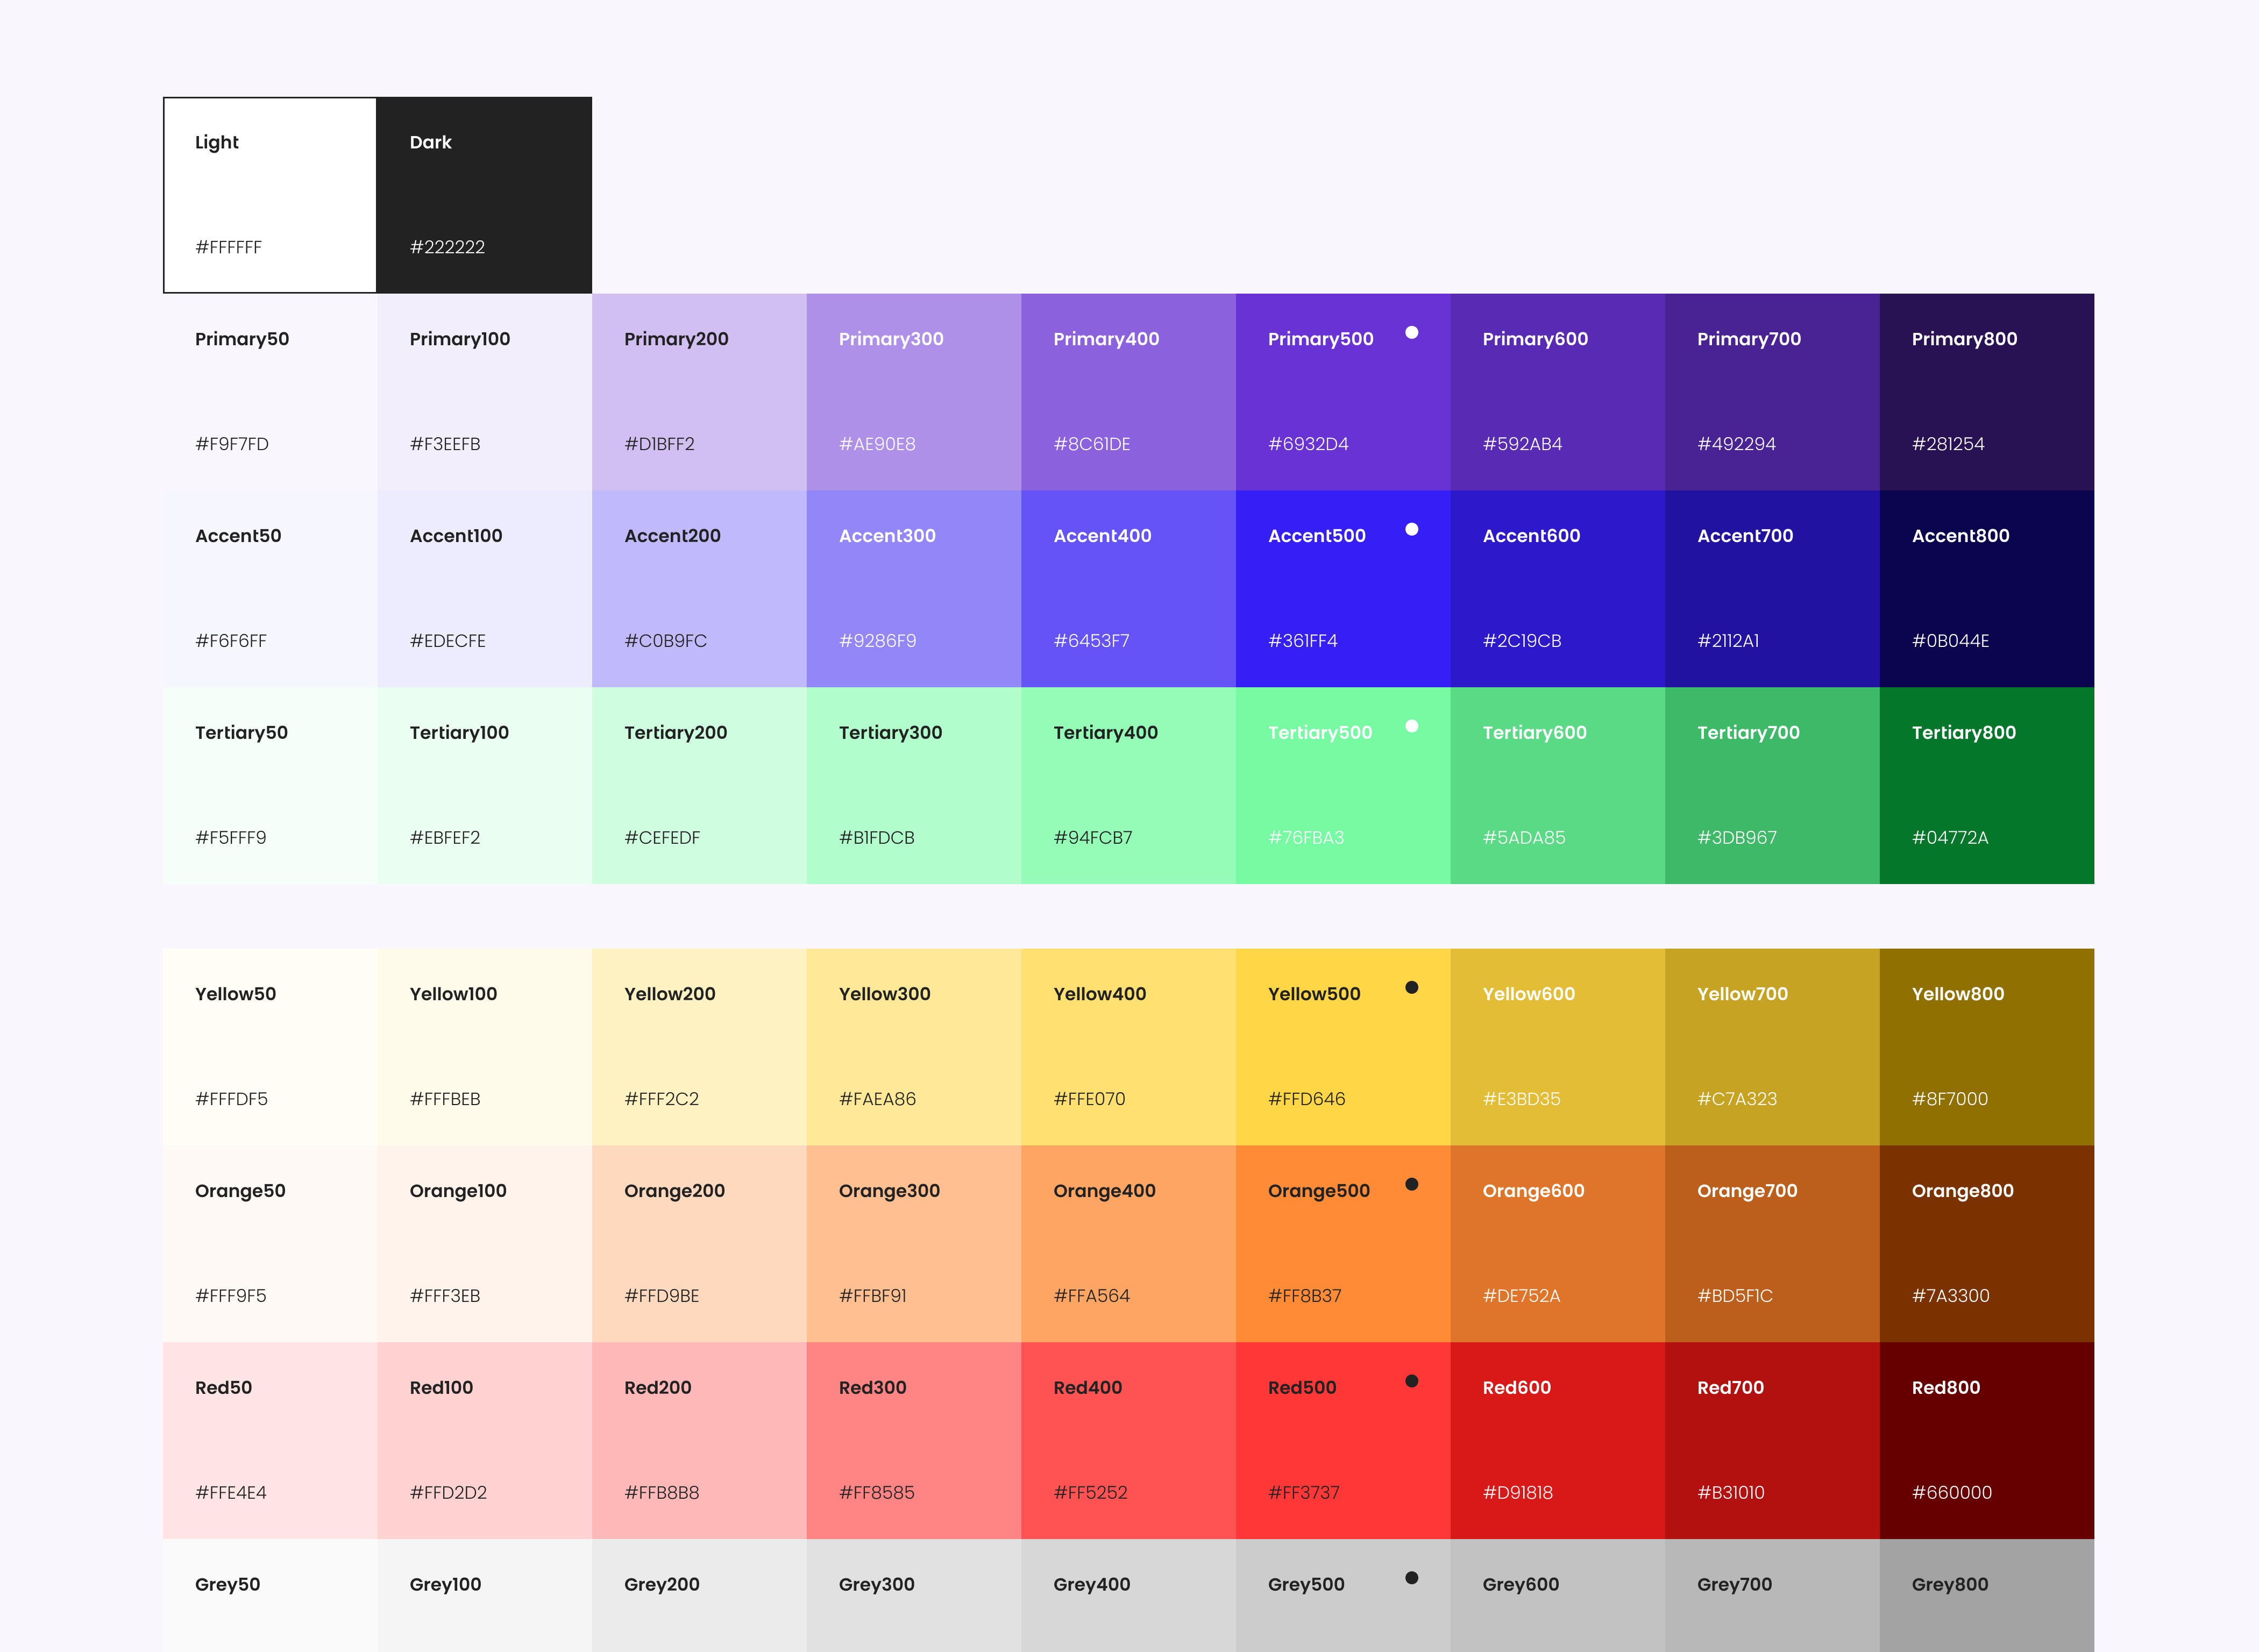 Light Dark
#FFFFFF #222222
Primary50 Primary100 Primary200 Primary300 Primary400 Primary500 Primary600 Primary700 Primary800
#F9F7FD #F3EEFB #D1BFF2 #AE90E8 #8C61DE #6932D4 #592AB4 #492294 #281254
Accent50 Accent100 Accent200 Accent300 Accent400 Accent500 Accent600 Accent700 Accent800
#F6F6FF #EDECFE #C0B9FC #9286F9 #6453F7 #361FF4 #2C19CB #2112A1 #0B044E
Tertiary50 Tertiary100 Tertiary200 Tertiary300 Tertiary400 Tertiary500 Tertiary600 Tertiary700 Tertiary800
#F5FFF9 #EBFEF2 #CEFEDF #B1FDCB #94FCB7 #76FBA3 #5ADA85 #3DB967 #04772A
Yellow50 Yellow100 Yellow200 Yellow300 Yellow400 Yellow500 Yellow600 Yellow700 Yellow800
#FFFDF5 #FFFBEB #FFF2C2 #FAEA86 #FFE070 #FFD646 #E3BD35 #C7A323 #8F7000
Orange50 Orange100 Orange200 Orange300 Orange400 Orange500 Orange600 Orange700 Orange800
#FFF9F5 #FFF3EB #FFD9BE #FFBF91 #FFA564 #FF8B37 #DE752A #BD5F1C #7A3300
Red50 Red100 Red200 Red300 Red400 Red500 Red600 Red700 Red800
#FFE4E4 #FFD2D2 #FFB8B8 #FF8585 #FF5252 #FF3737 #D91818 #B31010 #660000
Grey50 Grey100 Grey200 Grey300 Grey400 Grey500 Grey600 Grey700 Grey800